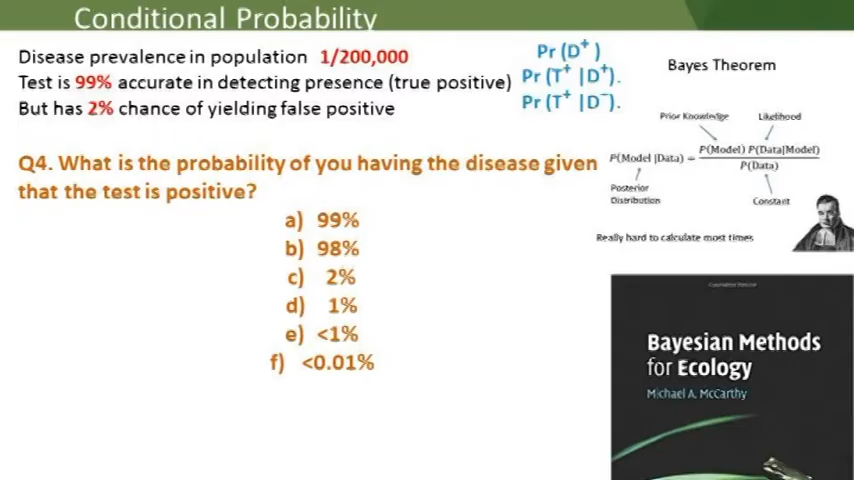 Conditional Probability
Disease prevalence in population 1/200,000
Test is 99% accurate in detecting presence (true positive)
But has 2% chance of yielding false positive
Pr (D+ )
Pr (T+ |D+).
Pr (T+ |D−).
Q4. What is the probability of you having the disease given
that the test is positive?
a) 99%
b) 98%
c) 2%
d) 1%
e) <1%
f) <0.01%
Bayes Theorem
Prior Knowledge Likelihood
P(Model |Data) = P(Model) P(Data|Model)
P(Data)
Posterior
Distribution
Constant
Really hard to calculate most times
Bayesian Methods
for Ecology
Michael A. McCarthy